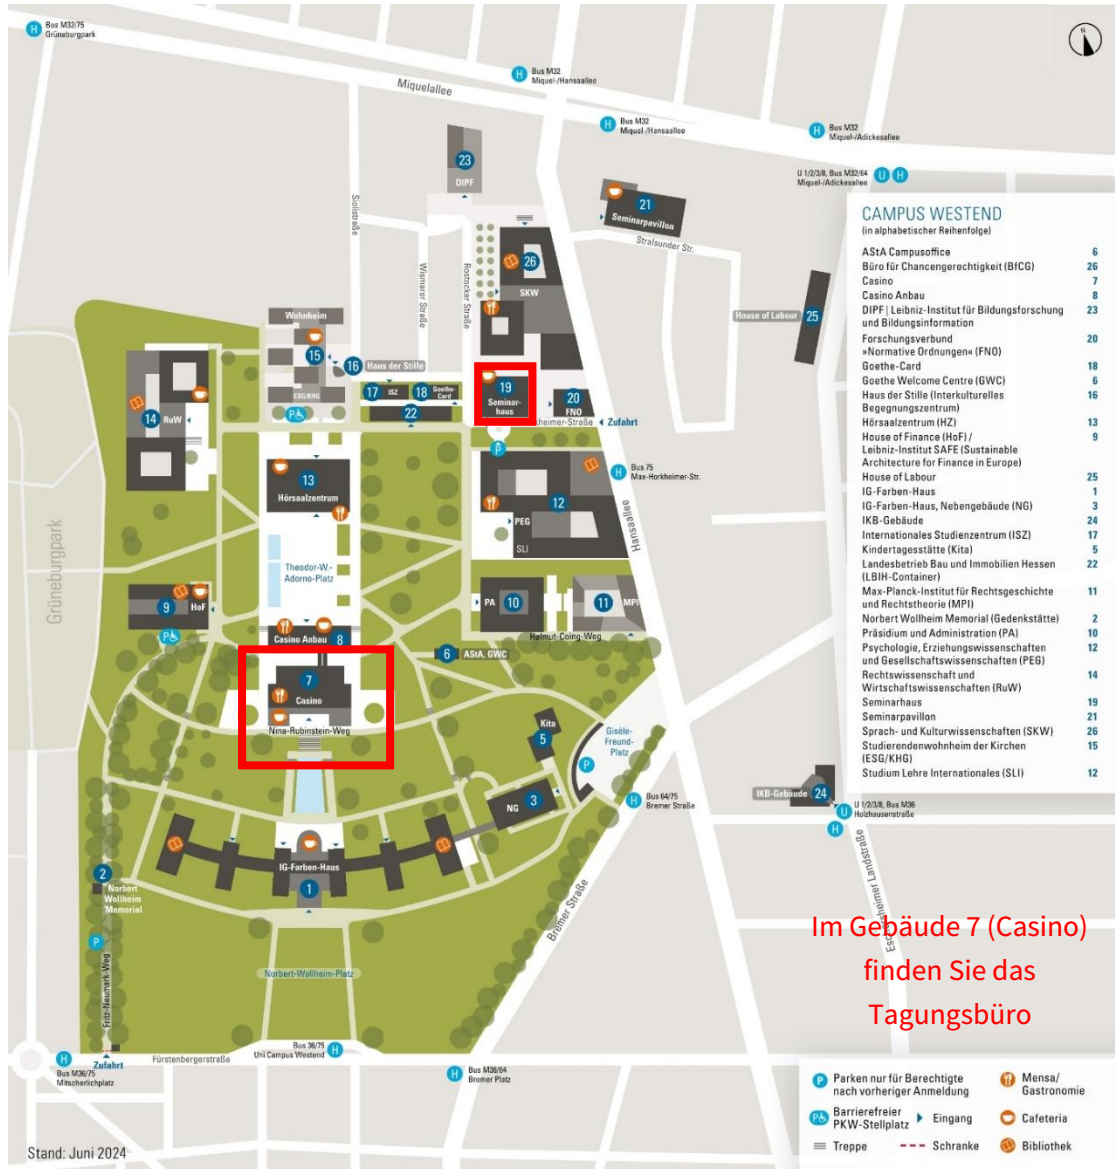 Bus M32/75
Grüneburgpark
N
Bus M32
Miquel-/Hansaallee
Miquelallee
Bus M32
Miquel-/Hansaallee
Bus M32
Miquel-/Adickesallee
U 1/2/3/8, Bus M32/64
Miquel-/Adickesallee
H
U H
23
DIPF
21
Seminarpavillon
Stralsunder Str.
Siolistraße
Wismarer Straße
Rostocker Straße
26
SKW
House of Labour 25
Wohnheim
15
16 Haus der Stille
ESG/KHG
17 ISZ
18 Goethe-
Card
22
19
Seminar-
haus
20
FNO
kheimer-Straße
Zufahrt
14 RuW
13
Hörsaalzentrum
P
Bus 75
Max-Horkheimer-Str.
12
PEG
SLI
Hansaallee
Grüneburgpark
Theodor-W.-
Adorno-Platz
9 HoF
PA 10
11 MPI
Helmut-Coing-Weg
Casino Anbau 8
6 AStA, GWC
7
Casino
Nina-Rubinstein-Weg
Kita
5
Gisèle-
Freund-
Platz
P
NG 3
Bus 64/75
Bremer Straße
IKB-Gebäude 24
U 1/2/3/8, Bus M36
Holzhausenstraße
IG-Farben-Haus
1
2
Norbert
Wollheim
Memorial
P
Fritz-Neumark-Weg
Norbert-Wollheim-Platz
Bremer Straße
Eschersheimer Landstraße
Zufahrt
Fürstenbergerstraße
Bus M36/75
Mitscherlichplatz
Bus 36/75
Uni Campus Westend
Bus M36/64
Bremer Platz
CAMPUS WESTEND
(in alphabetischer Reihenfolge)
AStA Campusoffice 6
Büro für Chancengerechtigkeit (BfCG) 26
Casino 7
Casino Anbau 8
DIPF | Leibniz-Institut für Bildungsforschung 23
und Bildungsinformation
Forschungsverbund 20
»Normative Ordnungen« (FNO)
Goethe-Card 18
Goethe Welcome Centre (GWC) 6
Haus der Stille (Interkulturelles 16
Begegnungszentrum)
Hörsaalzentrum (HZ) 13
House of Finance (HoF) / 9
Leibniz-Institut SAFE (Sustainable
Architecture for Finance in Europe)
House of Labour 25
IG-Farben-Haus 1
IG-Farben-Haus, Nebengebäude (NG) 3
IKB-Gebäude 24
Internationales Studienzentrum (ISZ) 17
Kindertagesstätte (Kita) 5
Landesbetrieb Bau und Immobilien Hessen 22
(LBIH-Container)
Max-Planck-Institut für Rechtsgeschichte 11
und Rechtstheorie (MPI)
Norbert Wollheim Memorial (Gedenkstätte) 2
Präsidium und Administration (PA) 10
Psychologie, Erziehungswissenschaften 12
und Gesellschaftswissenschaften (PEG)
Rechtswissenschaft und 14
Wirtschaftswissenschaften (RuW)
Seminarhaus 19
Seminarpavillon 21
Sprach- und Kulturwissenschaften (SKW) 26
Studierendenwohnheim der Kirchen 15
(ESG/KHG)
Studium Lehre Internationales (SLI) 12
Im Gebäude 7 (Casino)
finden Sie das
Tagungsbüro
P Parken nur für Berechtigte
nach vorheriger Anmeldung
Mensa/
Gastronomie
Barrierefreier
PKW-Stellplatz
Eingang
Cafeteria
Treppe
Schranke
Bibliothek
Stand: Juni 2024